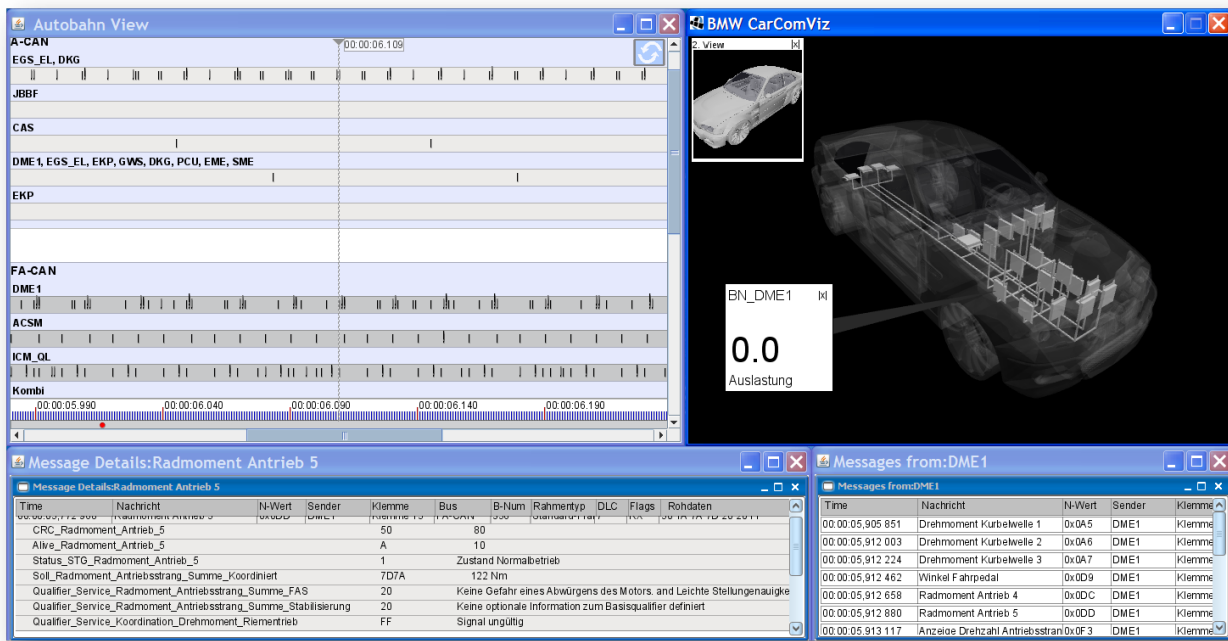 Autobahn View
A-CAN
00:00:06.109
EGS_EL, DKG
JBBF
CAS
DME1, EGS_EL, EKP, GWS, DKG, PCU, EME, SME
EKP
FA-CAN
DME1
ACSM
ICM_QL
Kombi
00:00:05.990 00:00:06.040 00:00:06.090 00:00:06.140 00:00:06.190
BMW CarComViz
2. View |x|
BN_DME1 |x|
0.0
Auslastung
Message Details:Radmoment Antrieb 5
Message Details:Radmoment Antrieb 5
Time Nachricht N-Wert Sender Klemme Bus B-Num Rahmentyp DLC Flags Rohdaten
CRC_Radmoment_Antrieb_5 50 80
Alive_Radmoment_Antrieb_5 A 10
Status_STG_Radmoment_Antrieb_5 1 Zustand Normalbetrieb
Soll_Radmoment_Antriebsstrang_Summe_Koordiniert 7D7A 122 Nm
Qualifier_Service_Radmoment_Antriebsstrang_Summe_FAS 20 Keine Gefahr eines Abwürgens des Motors. and Leichte Stellungenauigke
Qualifier_Service_Radmoment_Antriebsstrang_Summe_Stabilisierung 20 Keine optionale Information zum Basisqualifier definiert
Qualifier_Service_Koordination_Drehmoment_Riementrieb FF Signal ungültig
Messages from:DME1
Messages from:DME1
Time Nachricht N-Wert Sender Klemme
00:00:05,905 851 Drehmoment Kurbelwelle 1 0x0A5 DME1 Klemme
00:00:05,912 003 Drehmoment Kurbelwelle 2 0x0A6 DME1 Klemme
00:00:05,912 224 Drehmoment Kurbelwelle 3 0x0A7 DME1 Klemme
00:00:05,912 462 Winkel Fahrpedal 0x0D9 DME1 Klemme
00:00:05,912 658 Radmoment Antrieb 4 0x0DC DME1 Klemme
00:00:05,912 880 Radmoment Antrieb 5 0x0DD DME1 Klemme
00:00:05,913 117 Anzeige Drehzahl Antriebsstran 0x0F3 DME1 Klemme